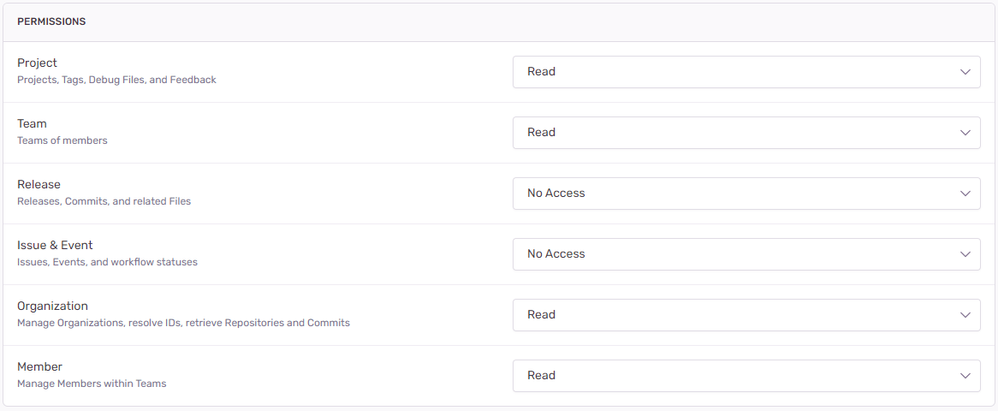 PERMISSIONS
Project
Projects, Tags, Debug Files, and Feedback
Read
Team
Teams of members
Read
Release
Releases, Commits, and related Files
No Access
Issue & Event
Issues, Events, and workflow statuses
No Access
Organization
Manage Organizations, resolve IDs, retrieve Repositories and Commits
Read
Member
Manage Members within Teams
Read